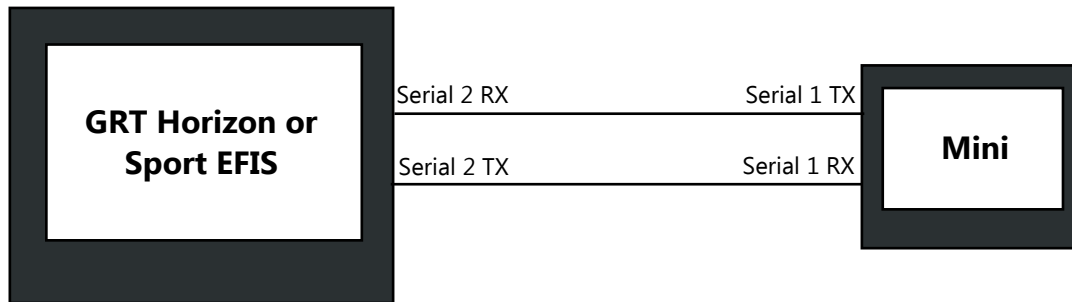 GRT Horizon or
Sport EFIS
Serial 2 RX
Serial 1 TX
Serial 2 TX
Serial 1 RX
Mini